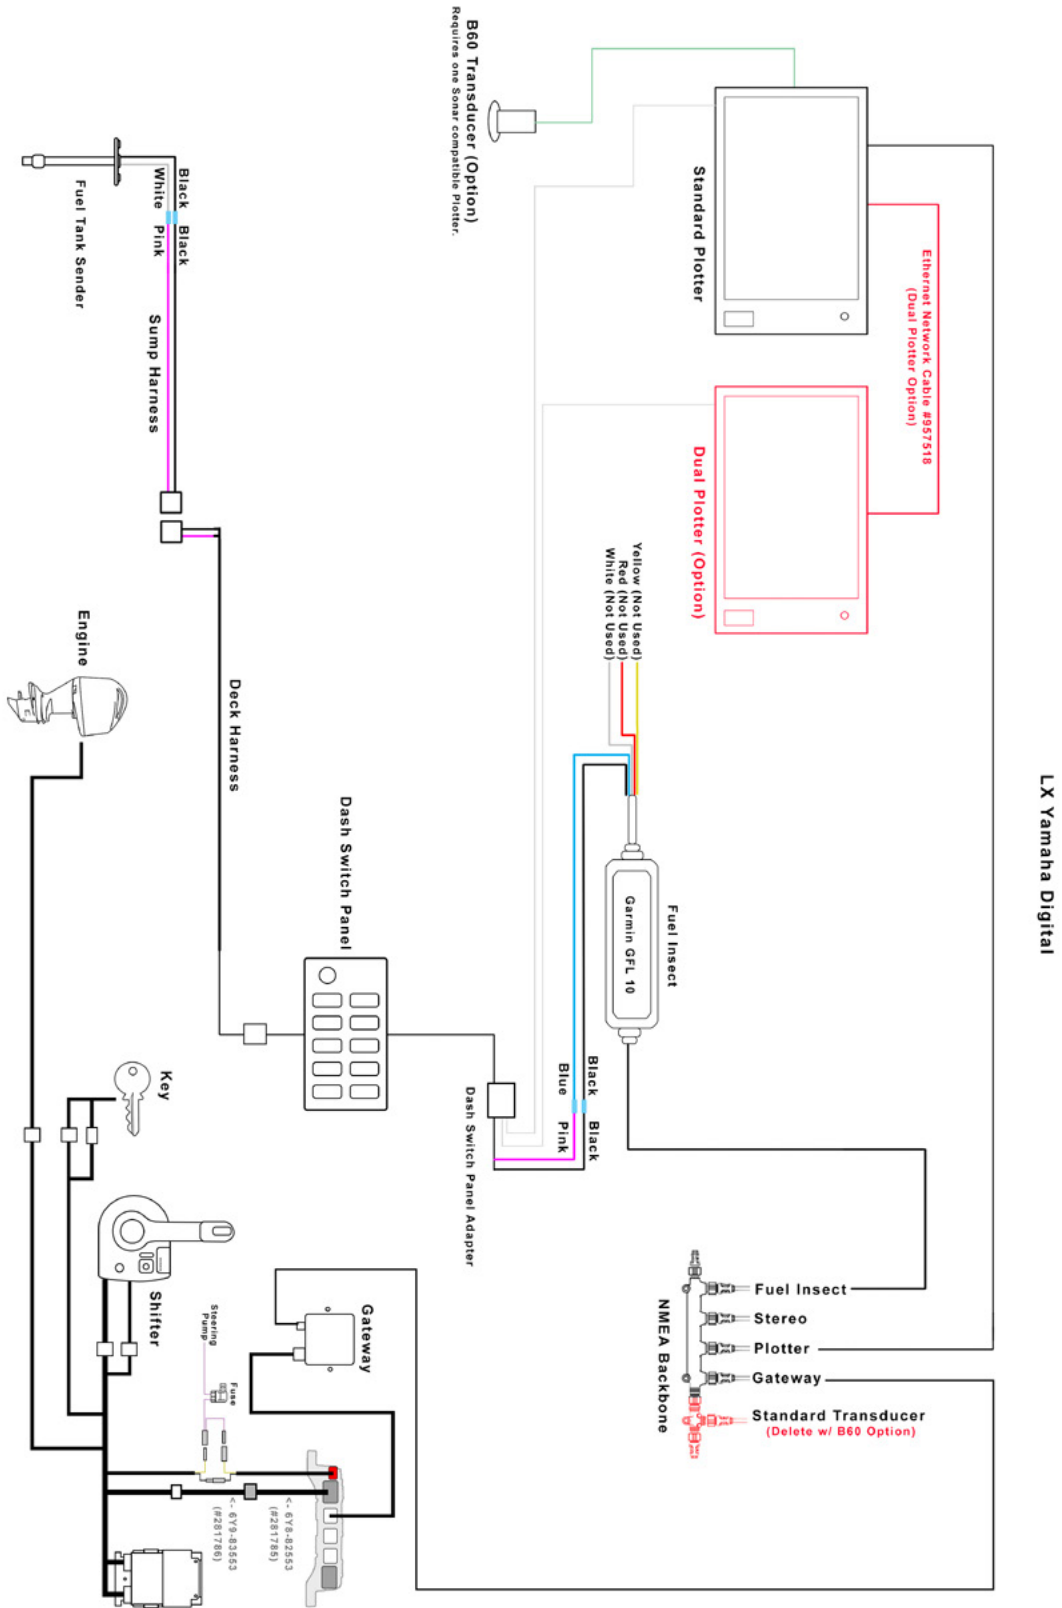 LX Yamaha Digital
B60 Transducer (Option)
Requires one Sonar compatible Plotter.
Standard Plotter
Ethernet Network Cable #957518
(Dual Plotter Option)
Dual Plotter (Option)
Black
White
Black
Pink
Fuel Tank Sender
Sump Harness
Yellow (Not Used)
Red (Not Used)
White (Not Used)
Fuel Insect
Garmin GFL 10
Engine
Deck Harness
Dash Switch Panel
Black
Blue
Black
Pink
Dash Switch Panel Adapter
Key
Shifter
Steering
Pump
Fuse
Gateway
<- 6Y8-82553
(#281785)
<- 6Y9-83553
(#281786)
NMEA Backbone
Fuel Insect
Stereo
Plotter
Gateway
Standard Transducer
(Delete w/ B60 Option)